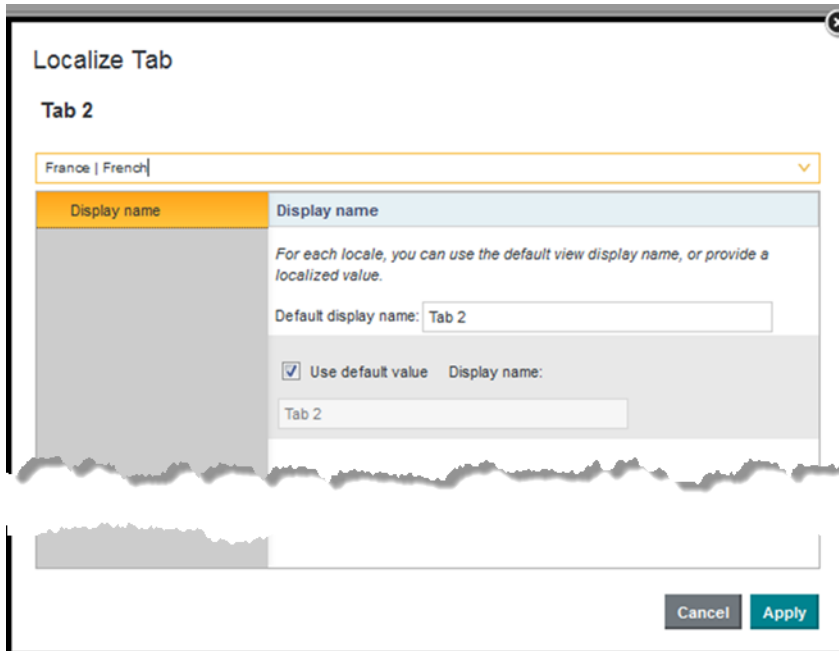 Localize Tab
Tab 2
France | French
Display name
Display name
For each locale, you can use the default view display name, or provide a
localized value.
Default display name: Tab 2
Use default value Display name:
Tab 2
Cancel Apply